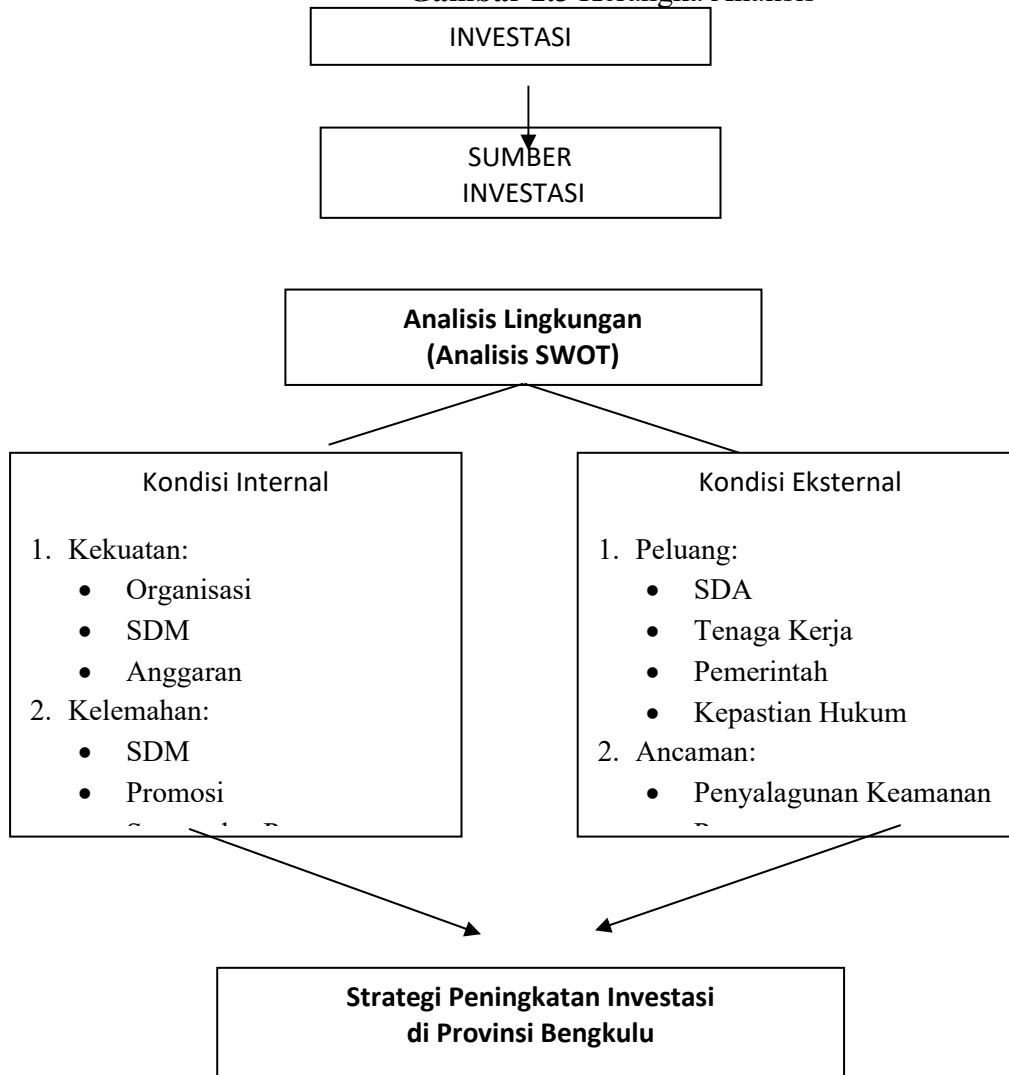 INVESTASI
SUMBER
INVESTASI
Analisis Lingkungan
(Analisis SWOT)
Kondisi Internal
1. Kekuatan:
• Organisasi
• SDM
• Anggaran
2. Kelemahan:
• SDM
• Promosi
Kondisi Eksternal
1. Peluang:
• SDA
• Tenaga Kerja
• Pemerintah
• Kepastian Hukum
2. Ancaman:
• Penyalagunan Keamanan
Strategi Peningkatan Investasi
di Provinsi Bengkulu